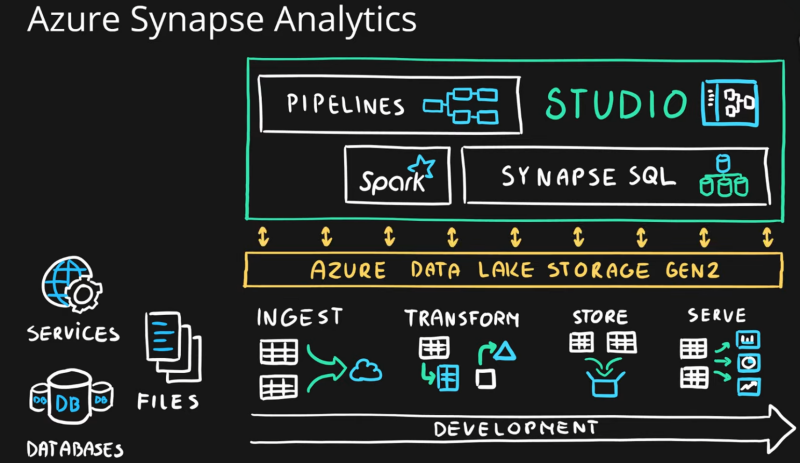 Azure Synapse Analytics
PIPELINES
STUDIO
Spark
SYNAPSE SQL
AZURE DATA LAKE STORAGE GEN2
INGEST
TRANSFORM
STORE
SERVE
SERVICES
FILES
DB DB DB
DATABASES
DEVELOPMENT